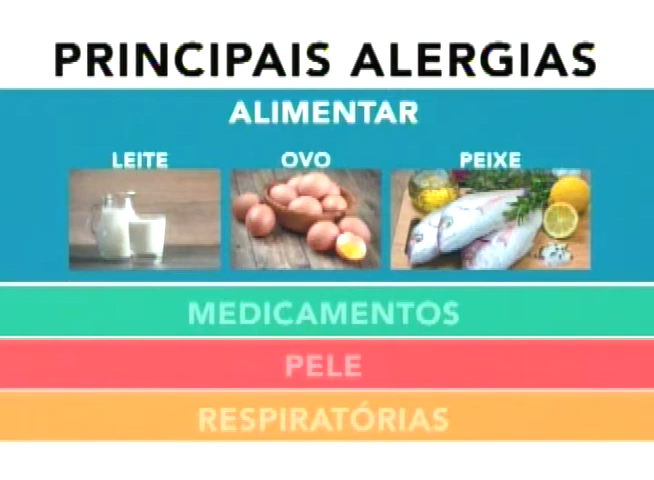 PRINCIPAIS ALERGIAS
ALIMENTAR
LEITE OVO PEIXE
MEDICAMENTOS
PELE
RESPIRATÓRIAS